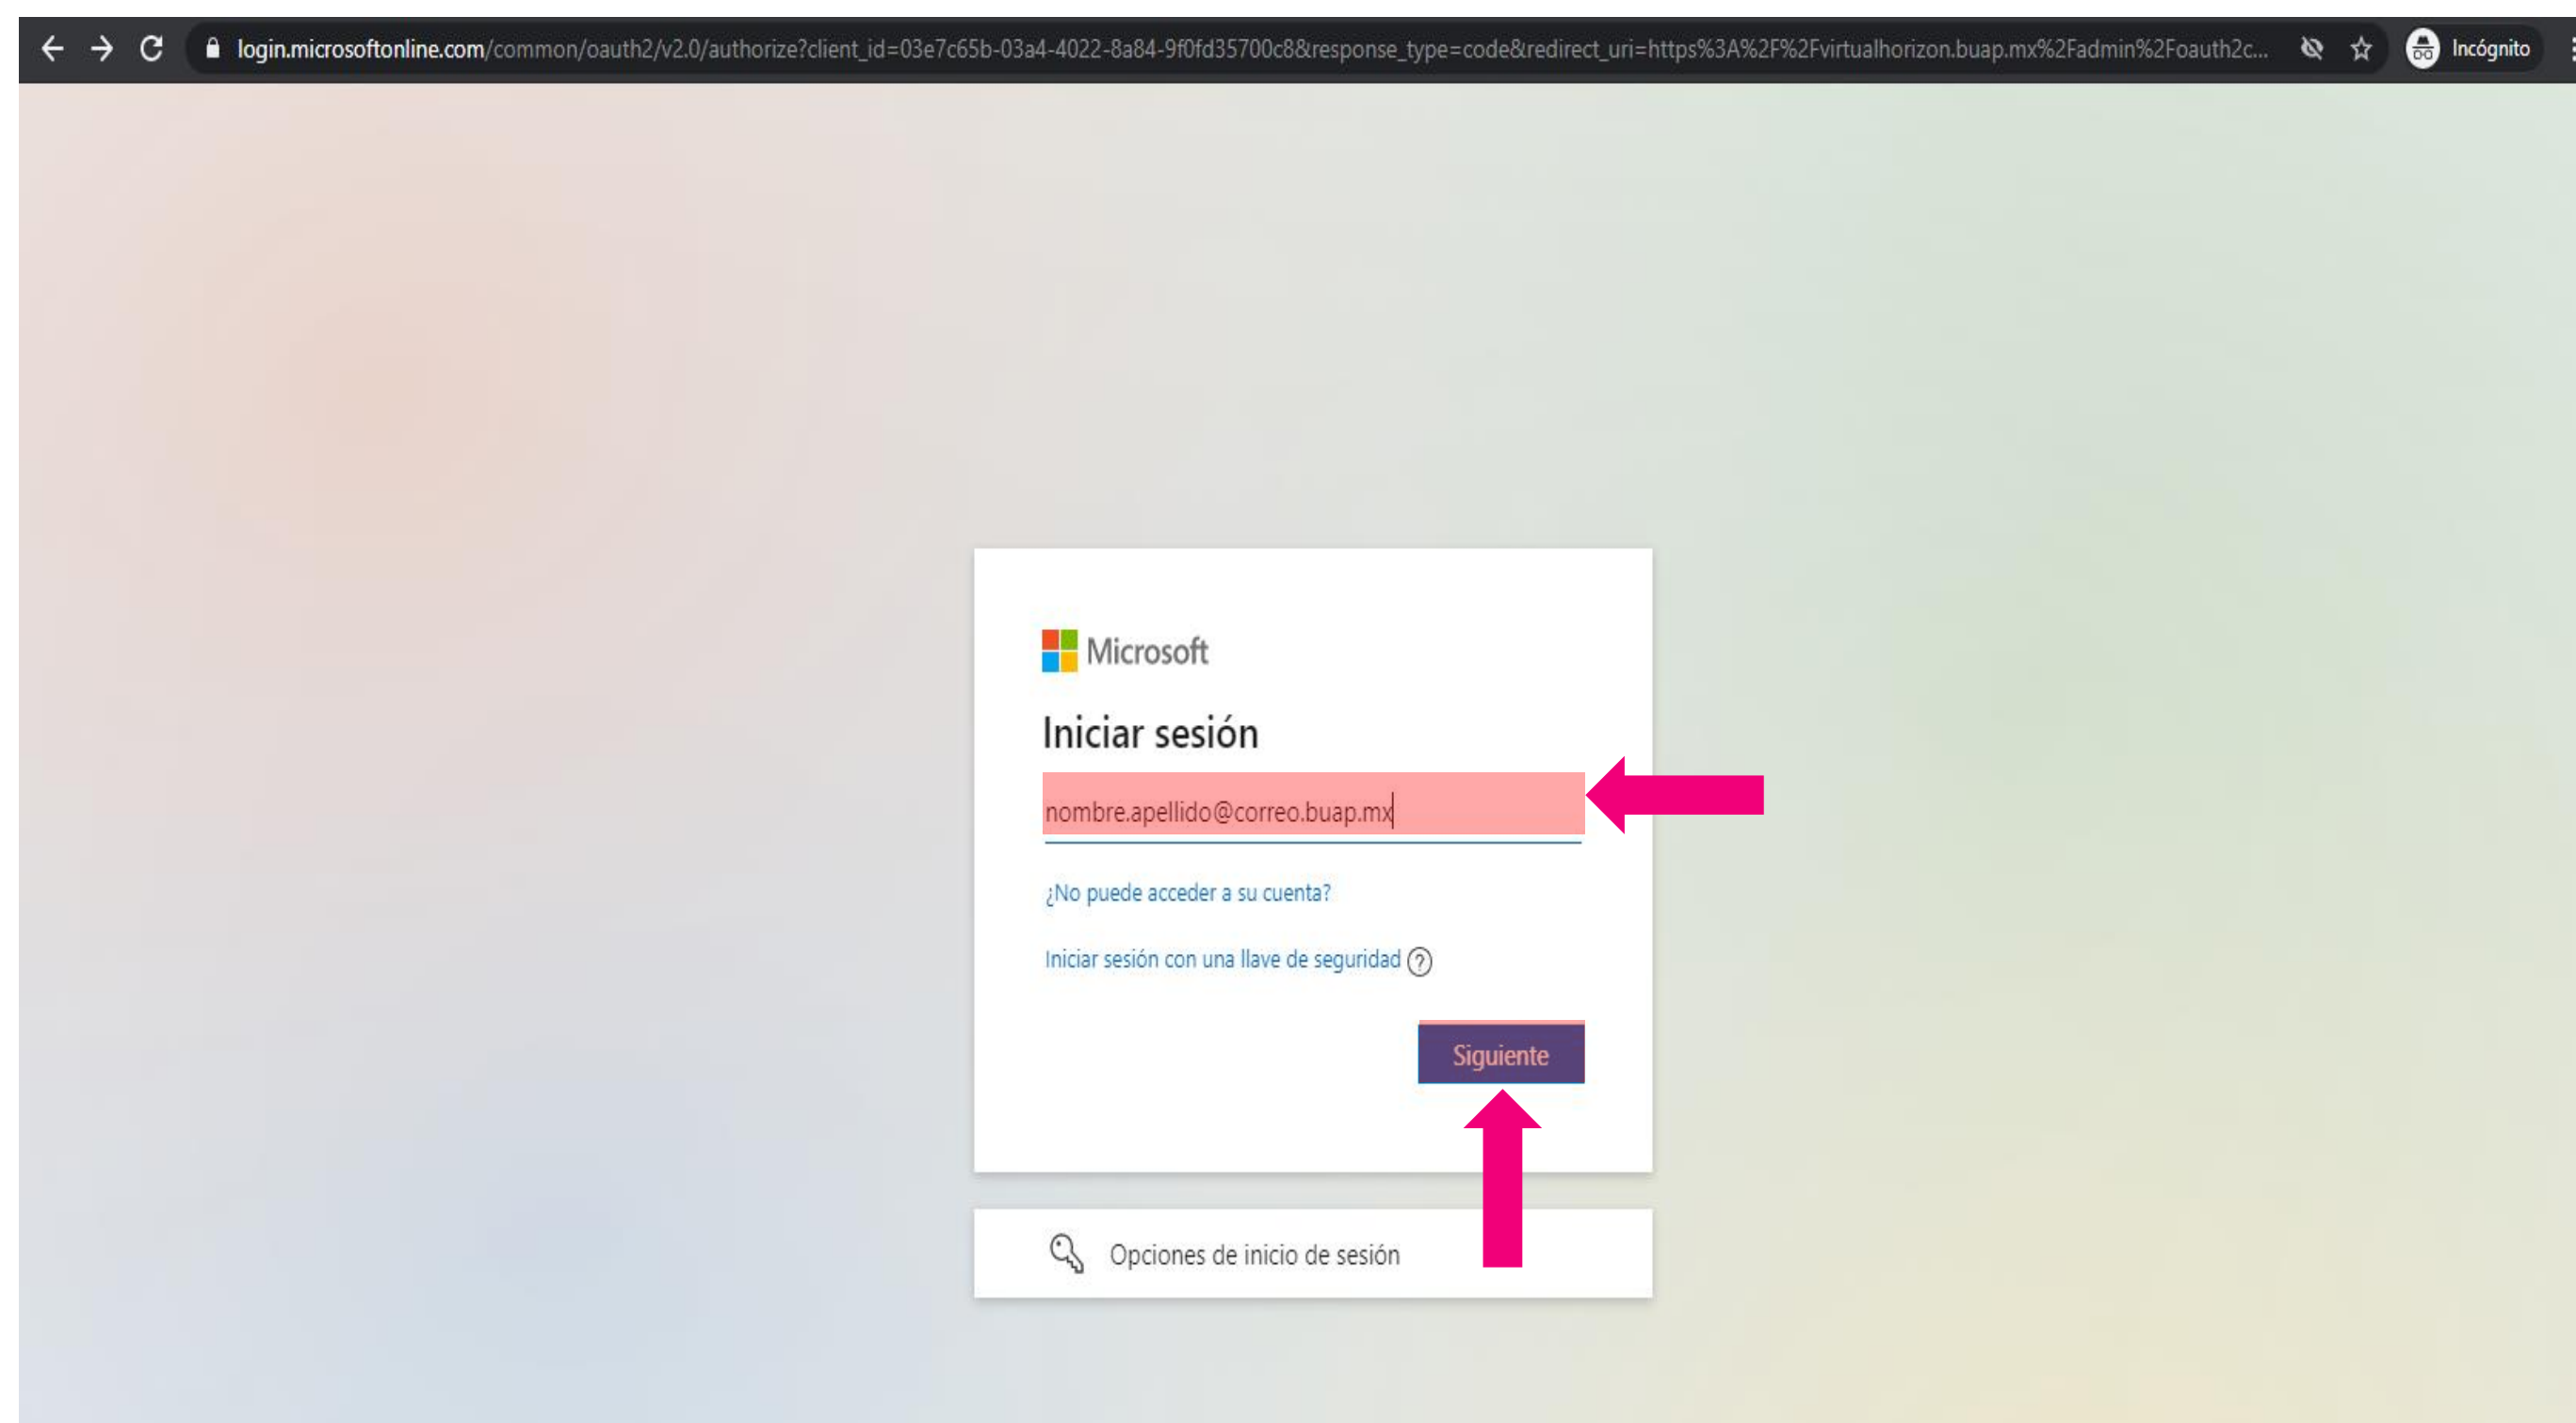 login.microsoftonline.com/common/oauth2/v2.0/authorize?client_id=03e7c65b-03a4-4022-8a84-9f0fd35700c8&response_type=code&redirect_uri=https%3A%2F%2Fvirtualhorizon.buap.mx%2Fadmin%2Foauth2c... Incógnito
Microsoft
Iniciar sesión
nombre.apellido@correo.buap.mx
¿No puede acceder a su cuenta?
Iniciar sesión con una llave de seguridad ?
Siguiente
Opciones de inicio de sesión